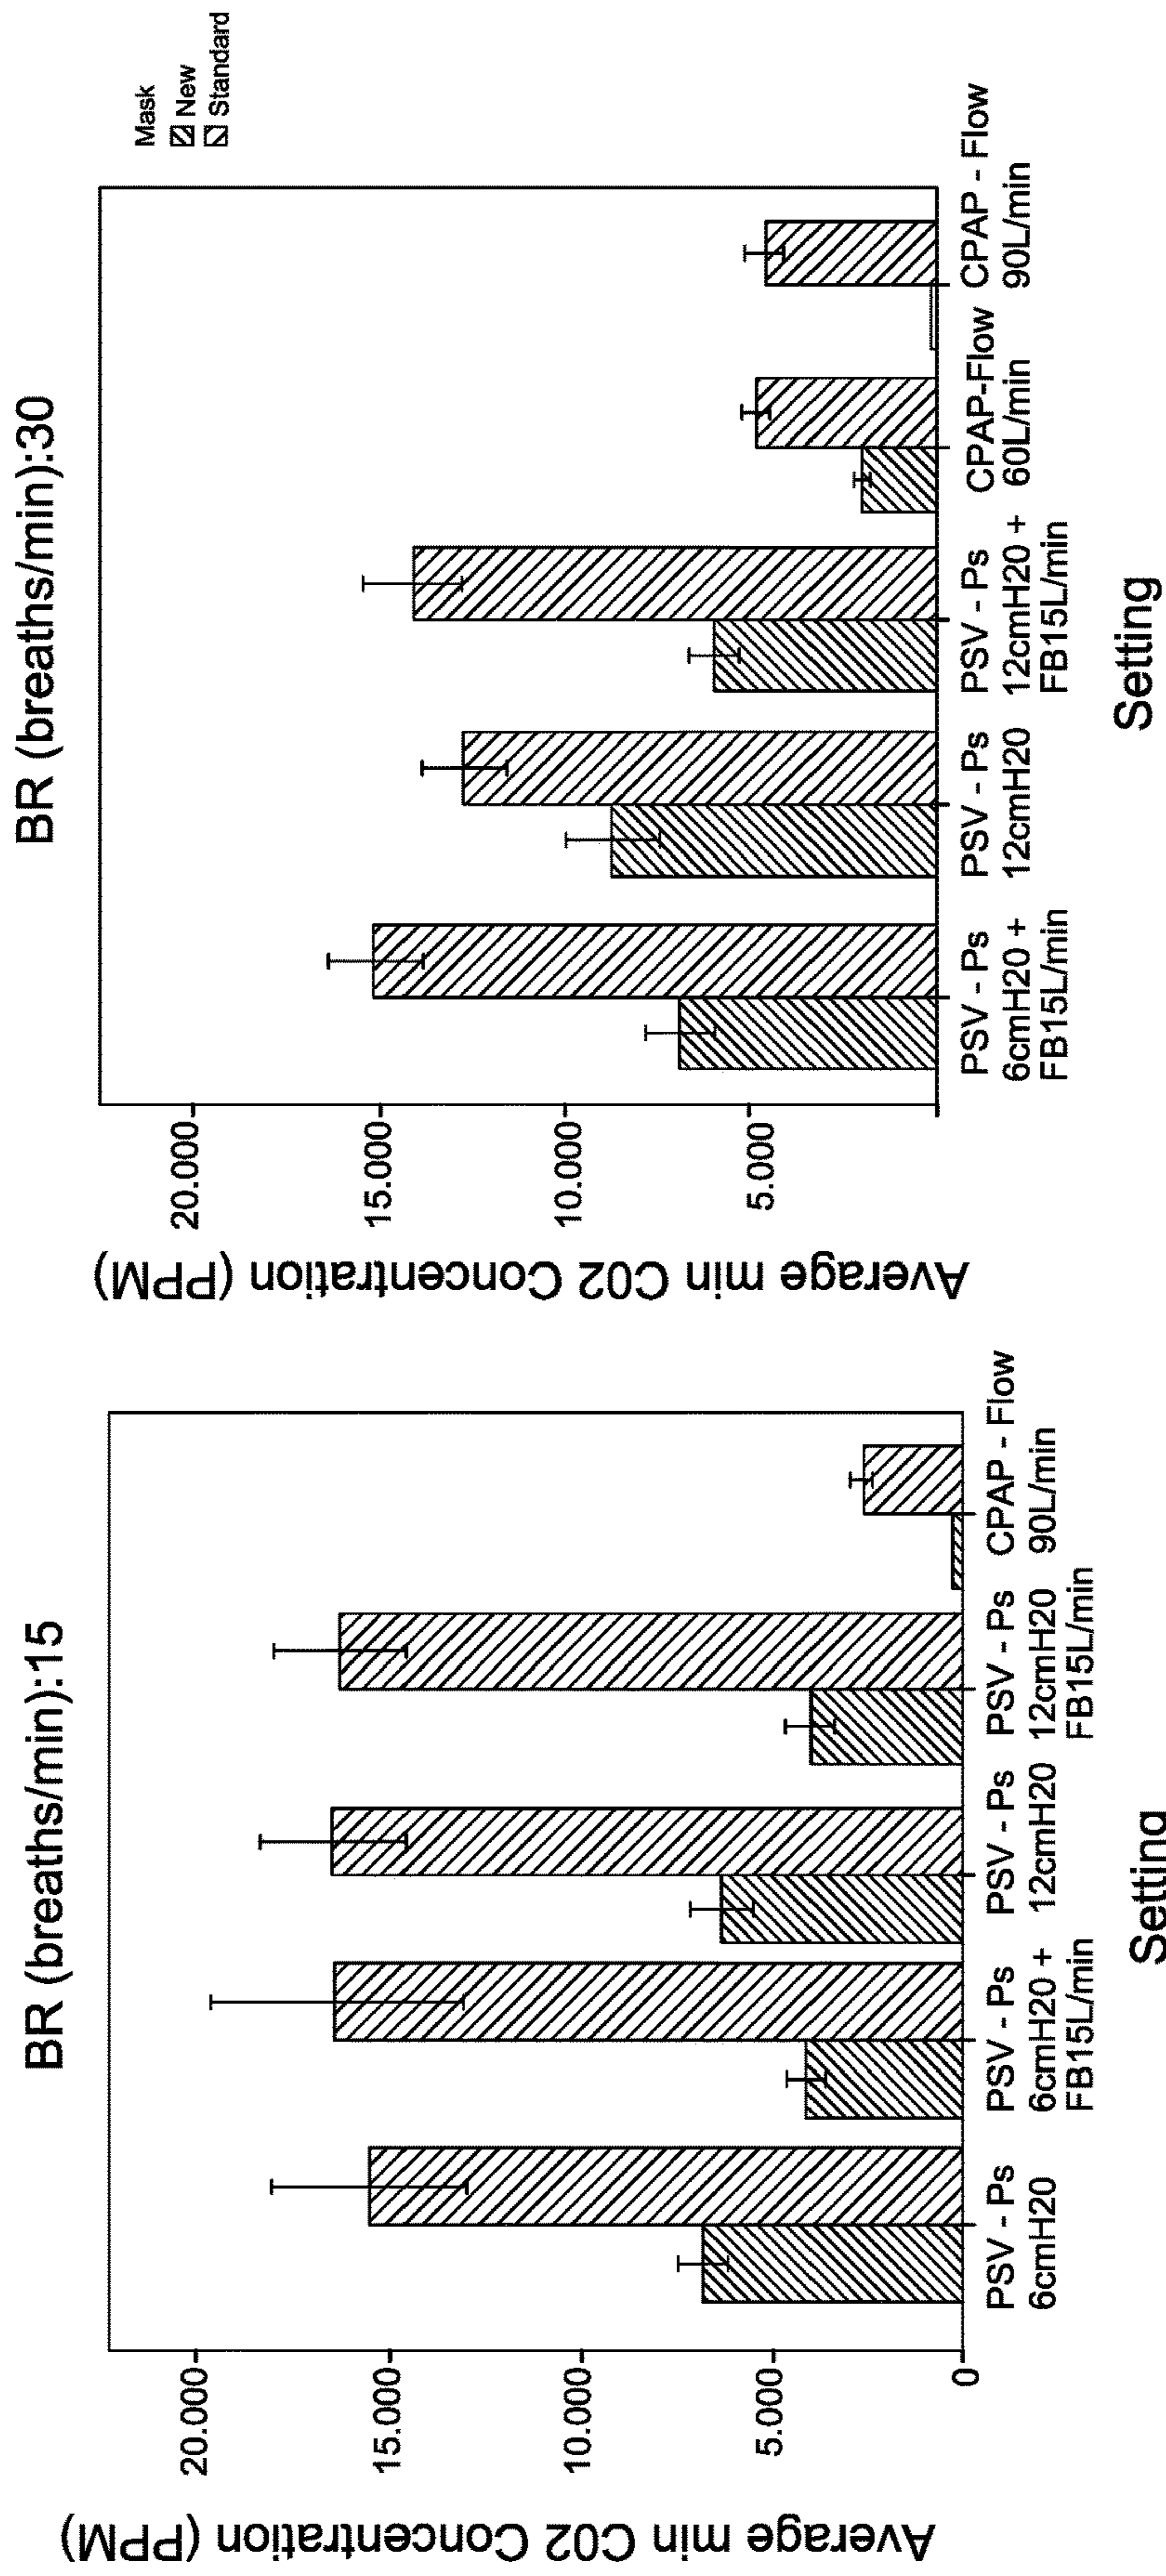 BR (breaths/min):15
Average min C02 Concentration (PPM)
20.000
15.000
10.000
5.000
0
PSV - Ps
6cmH20
PSV - Ps
6cmH20 +
FB15L/min
PSV - Ps
12cmH20
PSV - Ps
12cmH20
FB15L/min
CPAP - Flow
90L/min
Setting
BR (breaths/min):30
Average min C02 Concentration (PPM)
20.000
15.000
10.000
5.000
PSV - Ps
6cmH20 +
FB15L/min
PSV - Ps
12cmH20
PSV - Ps
12cmH20 +
FB15L/min
CPAP-Flow
60L/min
CPAP - Flow
90L/min
Setting
Mask
New
Standard